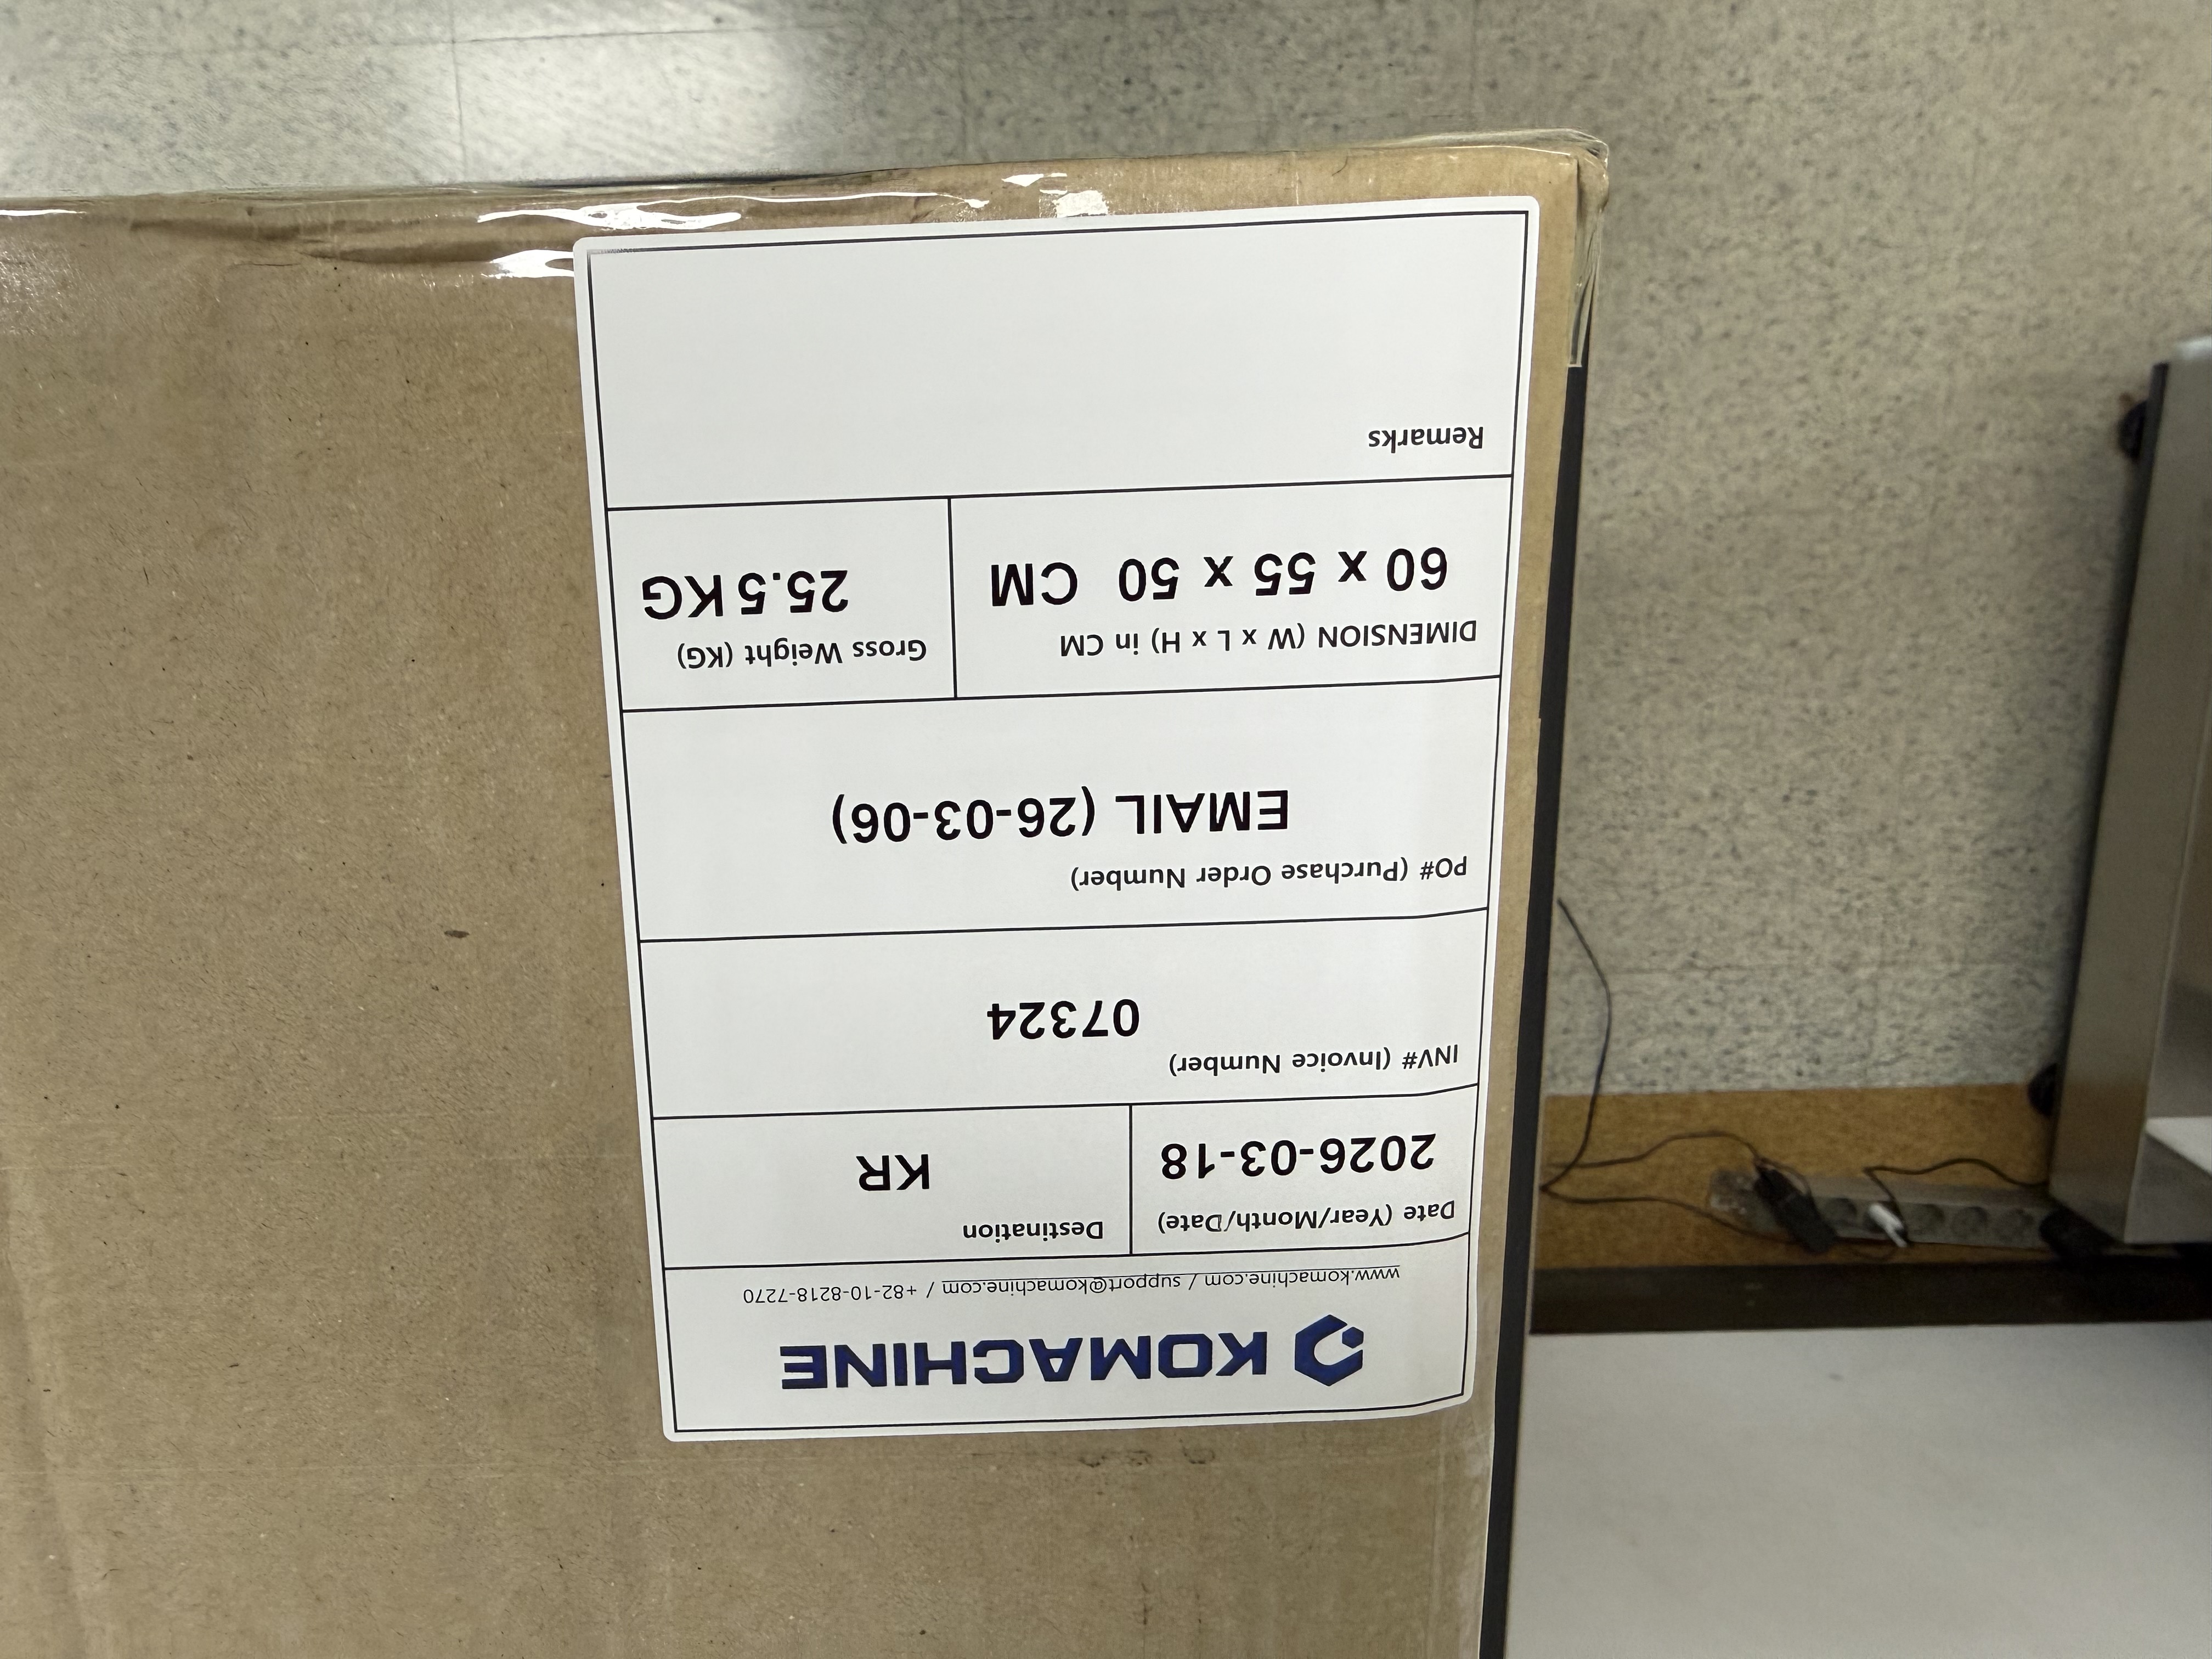 KOMACHINE
www.komachine.com / support@komachine.com / +82-10-8218-7270
Date (Year/Month/Date)
2026-03-18
Destination
KR
INV# (Invoice Number)
07324
PO# (Purchase Order Number)
EMAIL (26-03-06)
DIMENSION (W x L x H) in CM
60 x 55 x 50 CM
Gross Weight (KG)
25.5 KG
Remarks